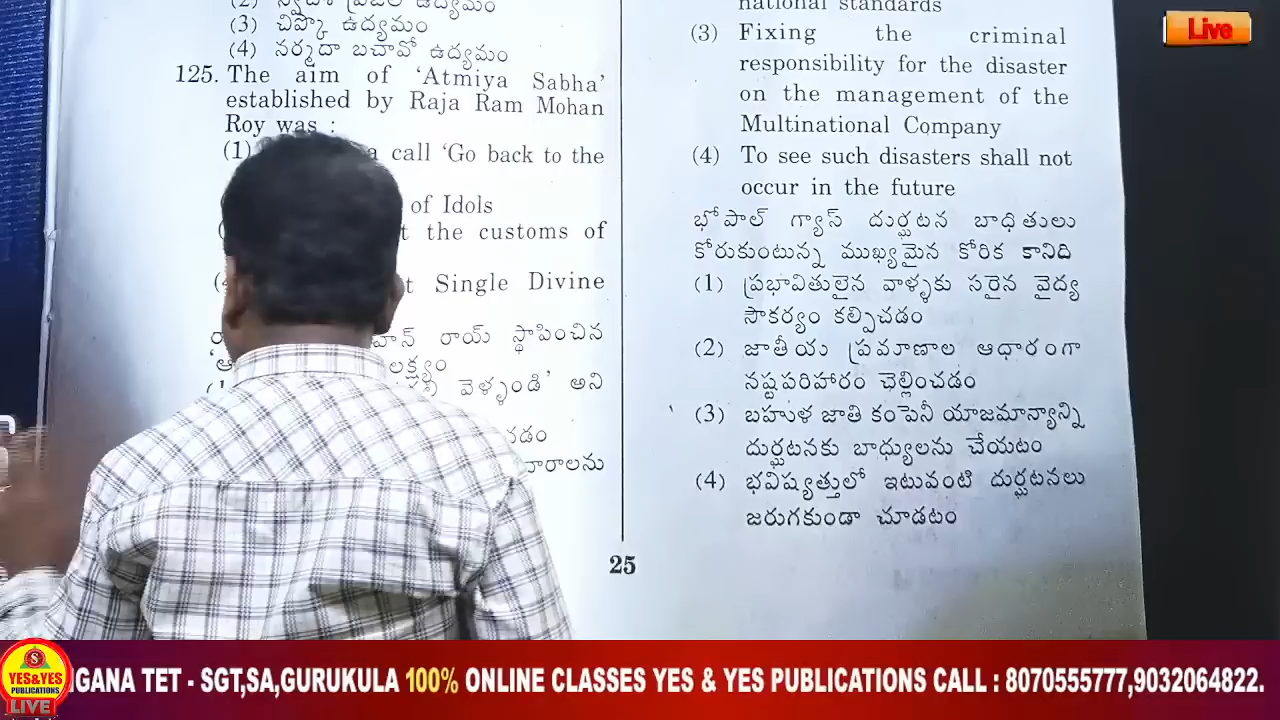 (3) చిప్కో ఉద్యమం
(4) నర్మదా బచావో ఉద్యమం
125. The aim of ‘Atmiya Sabha’
established by Raja Ram Mohan
Roy was :
(1) a call ‘Go back to the
of Idols
the customs of
Single Divine
రాయ్ స్థాపించిన
లక్ష్యం
వెళ్ళండి’ అని
national standards
(3) Fixing the criminal
responsibility for the disaster
on the management of the
Multinational Company
(4) To see such disasters shall not
occur in the future
భోపాల్ గ్యాస్ దుర్ఘటన బాధితులు
కోరుకుంటున్న ముఖ్యమైన కోరిక కానిది
(1) ప్రభావితులైన వాళ్ళకు సరైన వైద్య
సౌకర్యం కల్పిచడం
(2) జాతీయ ప్రమాణాల ఆధారంగా
నష్టపరిహారం ఛెల్లించడం
(3) బహుళ జాతి కంపెనీ యాజమాన్యాన్ని
దుర్ఘటనకు బాధ్యులను చేయటం
(4) భవిష్యత్తులో ఇటువంటి దుర్ఘటనలు
జరుగకుండా చూడటం
25
Live
YES&YES
PUBLICATIONS
LIVE
GANA TET - SGT,SA,GURUKULA 100% ONLINE CLASSES YES & YES PUBLICATIONS CALL : 8070555777,9032064822.